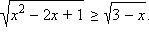 √(x² − 2x + 1) ≥ √(3 − x).